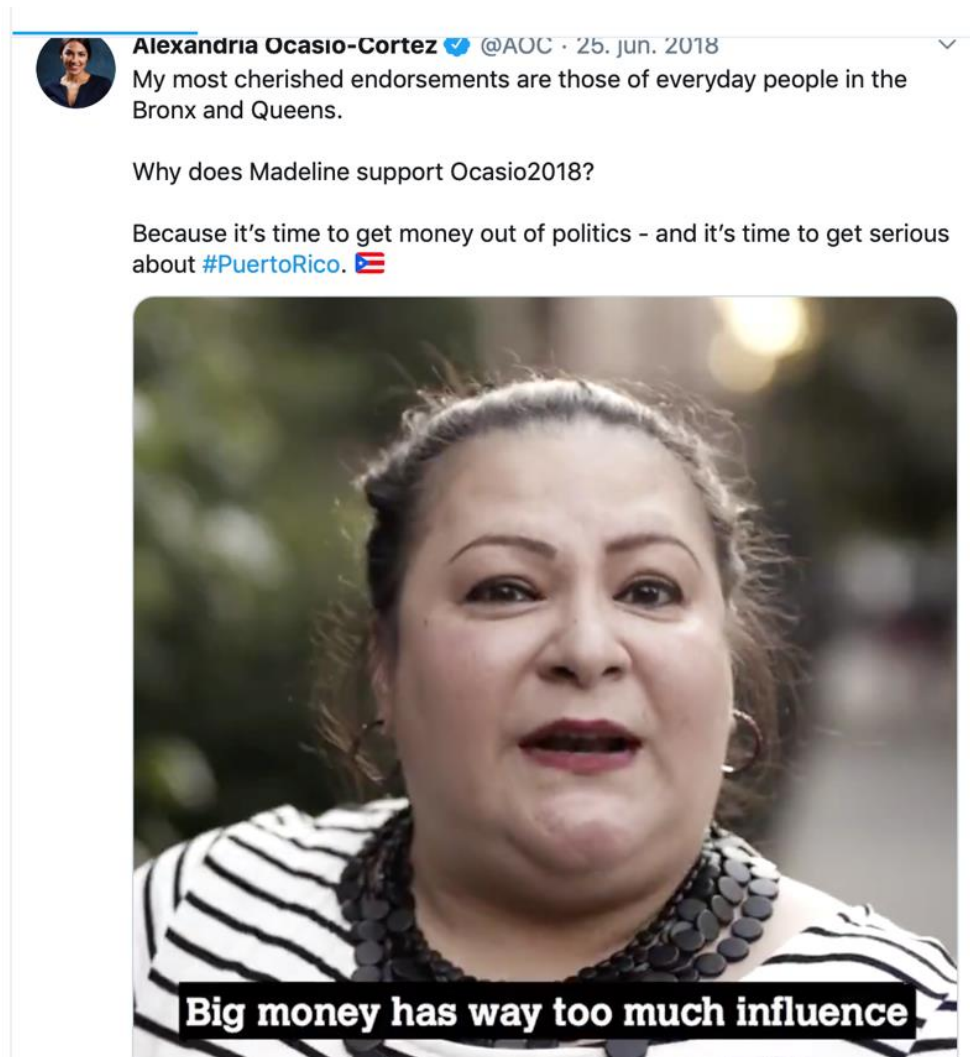 Alexandria Ocasio-Cortez @AOC · 25. jun. 2018
My most cherished endorsements are those of everyday people in the
Bronx and Queens.
Why does Madeline support Ocasio2018?
Because it’s time to get money out of politics - and it’s time to get serious
about #PuertoRico. 🇵🇷
Big money has way too much influence